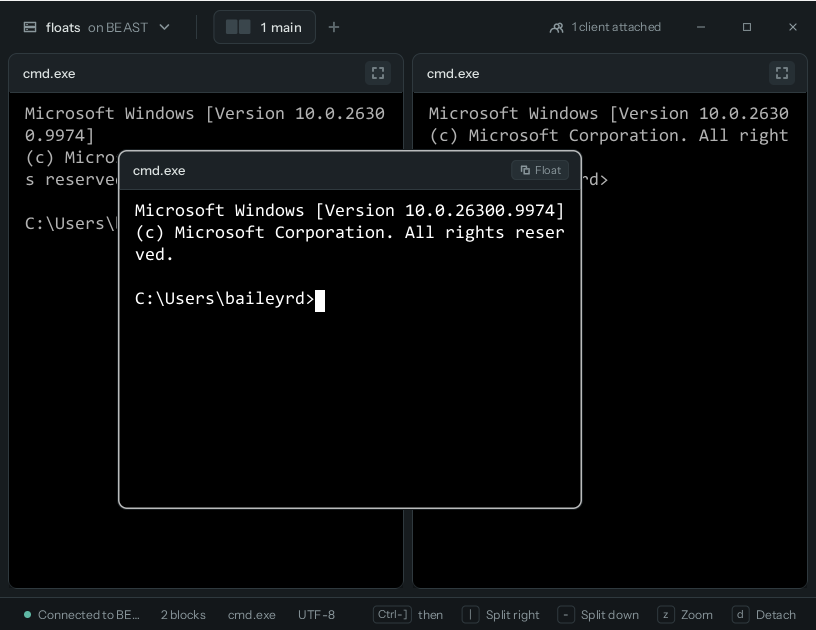 floats on BEAST
1 main
1 client attached
cmd.exe
Microsoft Windows [Version 10.0.2630
0.9974]
(c) Micro
s reserve
C:\Users\
cmd.exe
Microsoft Windows [Version 10.0.2630
(c) Microsoft Corporation. All right
rd>
cmd.exe
Float
Microsoft Windows [Version 10.0.26300.9974]
(c) Microsoft Corporation. All rights reser
ved.
C:\Users\baileyrd>
Connected to BE...
2 blocks
cmd.exe
UTF-8
Ctrl-] then
| Split right
- Split down
z Zoom
d Detach